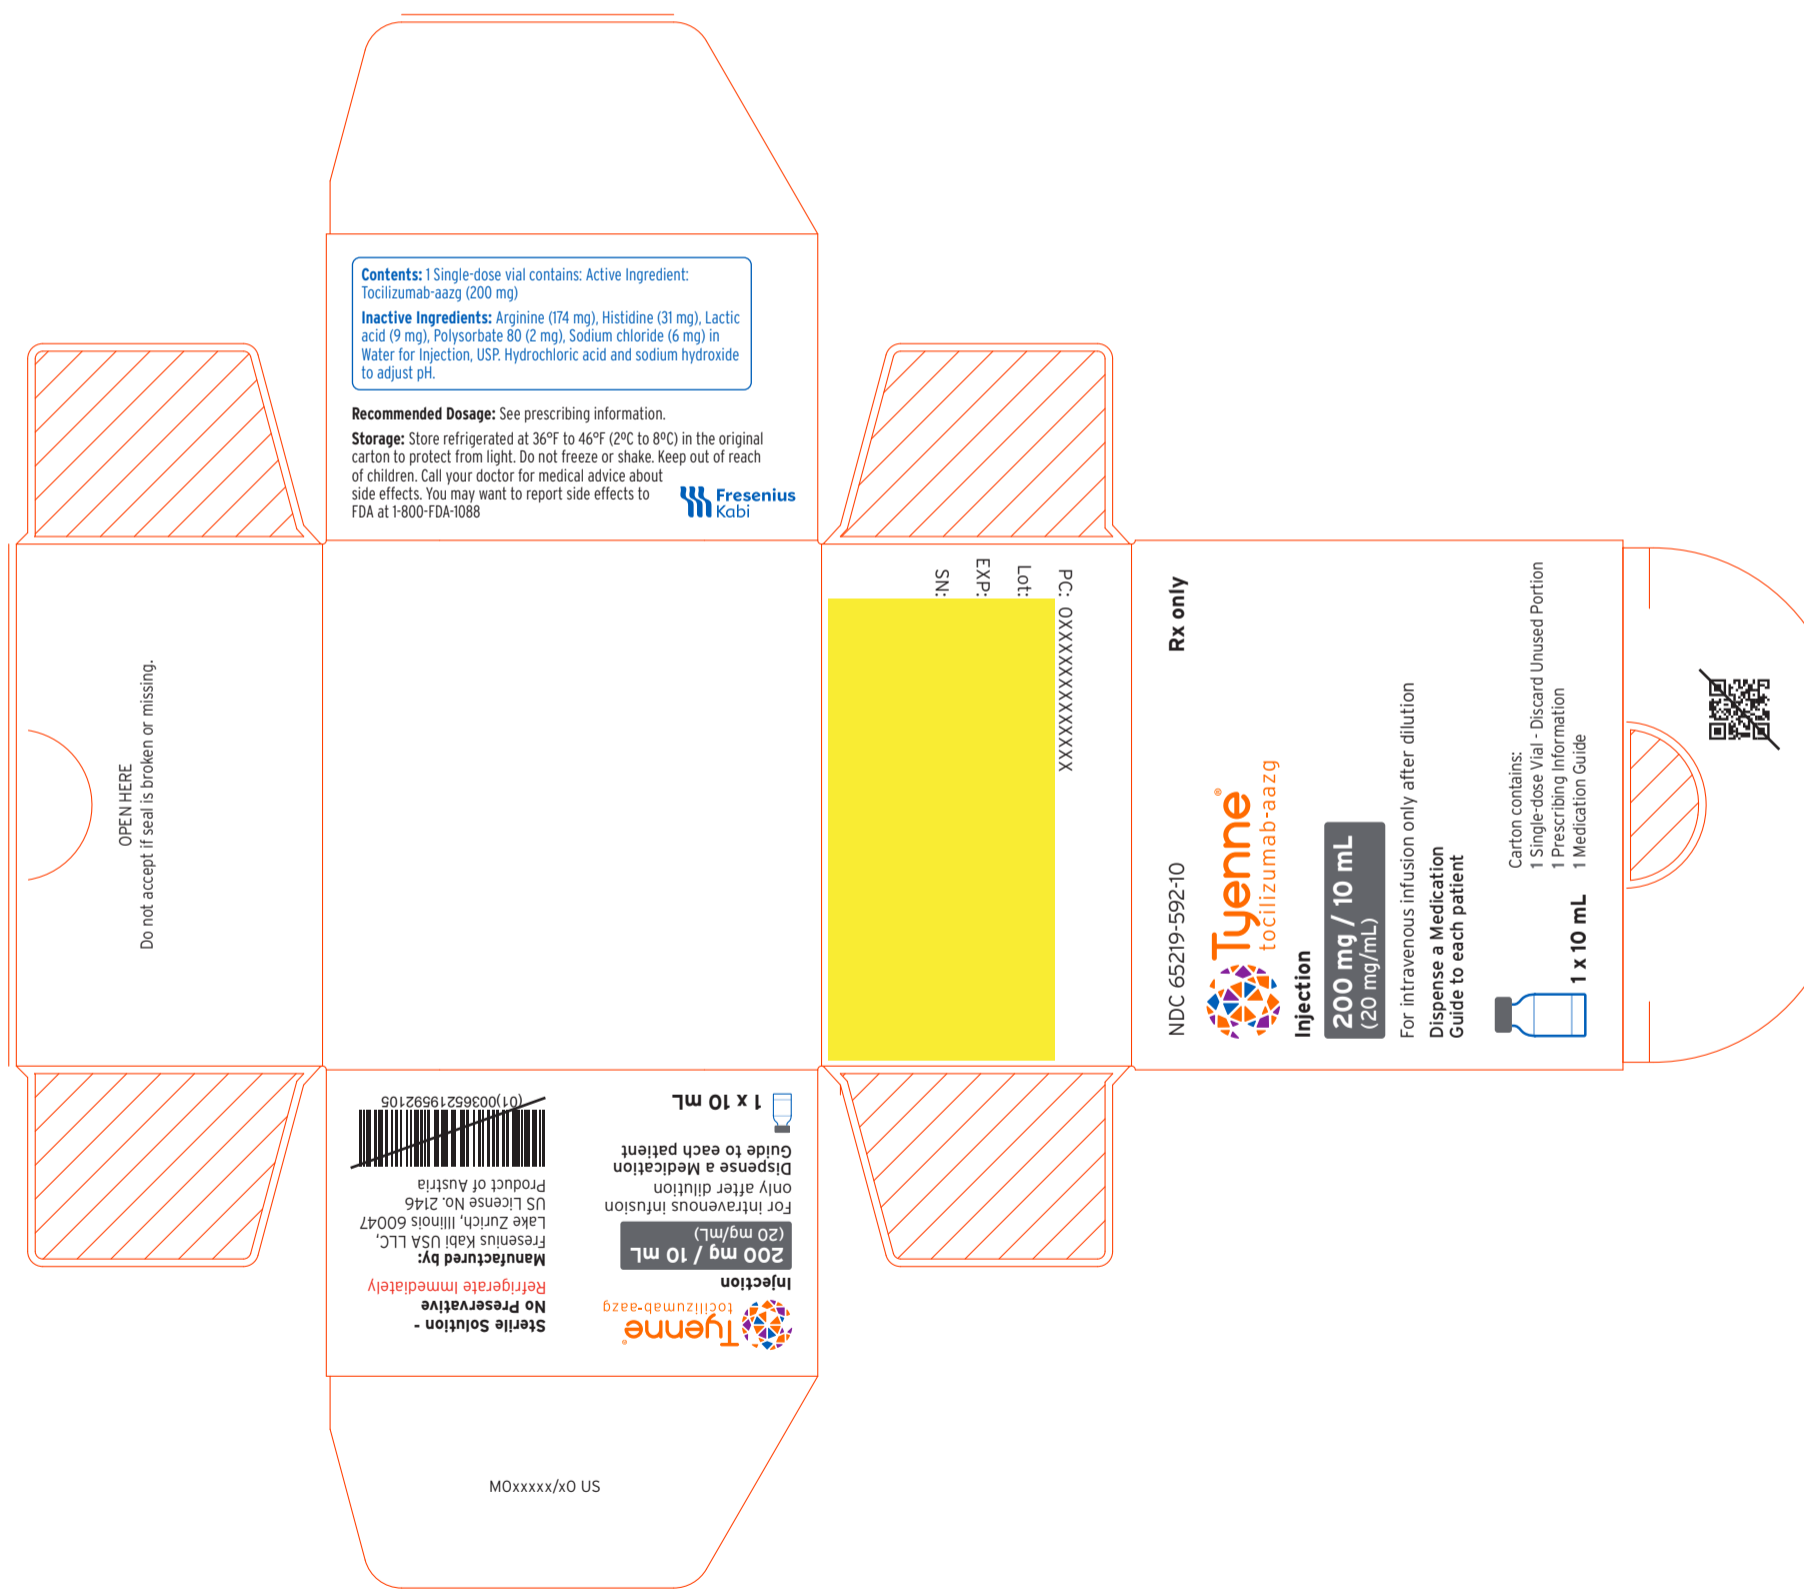 Contents: 1 Single-dose vial contains: Active Ingredient:
Tocilizumab-aazg (200 mg)
Inactive Ingredients: Arginine (174 mg), Histidine (31 mg), Lactic
acid (9 mg), Polysorbate 80 (2 mg), Sodium chloride (6 mg) in
Water for Injection, USP. Hydrochloric acid and sodium hydroxide
to adjust pH.
Recommended Dosage: See prescribing information.
Storage: Store refrigerated at 36ºF to 46ºF (2ºC to 8ºC) in the original
carton to protect from light. Do not freeze or shake. Keep out of reach
of children. Call your doctor for medical advice about
side effects. You may want to report side effects to
FDA at 1-800-FDA-1088
Fresenius
Kabi
OPEN HERE
Do not accept if seal is broken or missing.
PC: 0XXXXXXXXXXXXX
Lot:
EXP:
SN:
NDC 65219-592-10
Rx only
Tyenne®
tocilizumab-aazg
Injection
200 mg / 10 mL
(20 mg/mL)
For intravenous infusion only after dilution
Dispense a Medication
Guide to each patient
1 x 10 mL
Carton contains:
1 Single-dose Vial - Discard Unused Portion
1 Prescribing Information
1 Medication Guide
Tyenne®
tocilizumab-aazg
Injection
200 mg / 10 mL
(20 mg/mL)
For intravenous infusion
only after dilution
Dispense a Medication
Guide to each patient
1 x 10 mL
Sterile Solution -
No Preservative
Refrigerate Immediately
Manufactured by:
Fresenius Kabi USA LLC,
Lake Zurich, Illinois 60047
US License No. 2146
Product of Austria
(01)00365219592105
M0xxxxx/x0 US